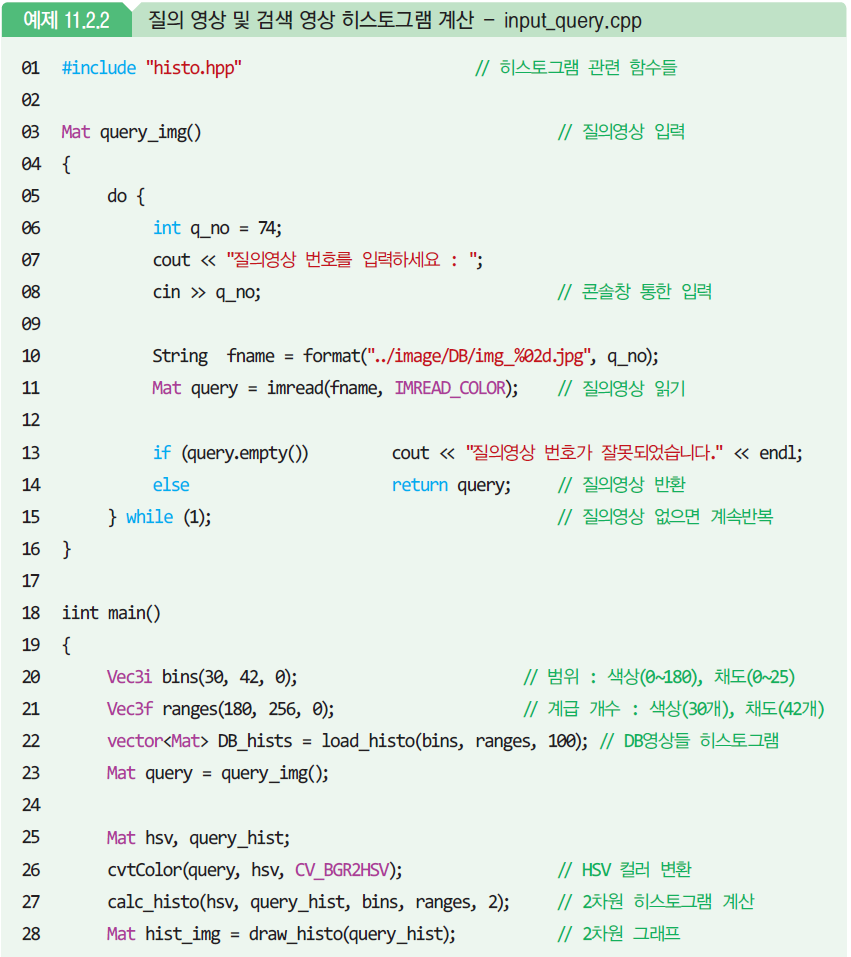 예제 11.2.2 질의 영상 및 검색 영상 히스토그램 계산 - input_query.cpp
01 #include "histo.hpp" // 히스토그램 관련 함수들
02
03 Mat query_img() // 질의영상 입력
04 {
05 do {
06 int q_no = 74;
07 cout << "질의영상 번호를 입력하세요 : ";
08 cin >> q_no; // 콘솔창 통한 입력
09
10 String fname = format("../image/DB/img_%02d.jpg", q_no);
11 Mat query = imread(fname, IMREAD_COLOR); // 질의영상 읽기
12
13 if (query.empty()) cout << "질의영상 번호가 잘못되었습니다." << endl;
14 else return query; // 질의영상 반환
15 } while (1); // 질의영상 없으면 계속반복
16 }
17
18 iint main()
19 {
20 Vec3i bins(30, 42, 0); // 범위 : 색상(0~180), 채도(0~25)
21 Vec3f ranges(180, 256, 0); // 계급 개수 : 색상(30개), 채도(42개)
22 vector<Mat> DB_hists = load_histo(bins, ranges, 100); // DB영상들 히스토그램
23 Mat query = query_img();
24
25 Mat hsv, query_hist;
26 cvtColor(query, hsv, CV_BGR2HSV); // HSV 컬러 변환
27 calc_histo(hsv, query_hist, bins, ranges, 2); // 2차원 히스토그램 계산
28 Mat hist_img = draw_histo(query_hist); // 2차원 그래프